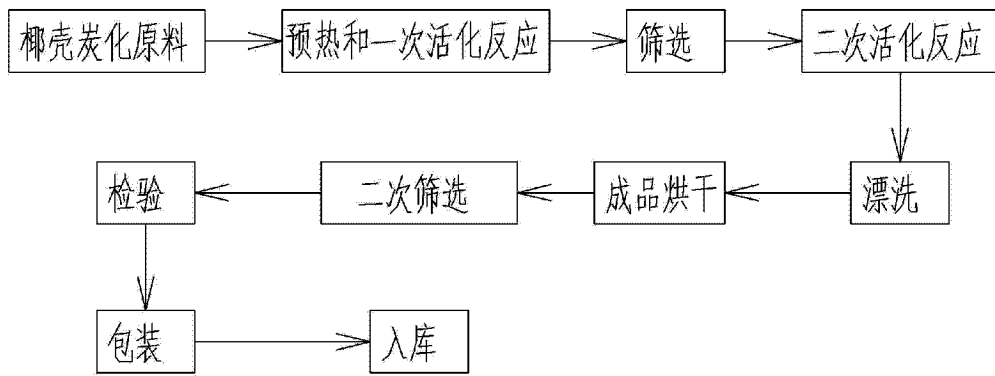 椰壳炭化原料
预热和一次活化反应
筛选
二次活化反应
漂洗
成品烘干
二次筛选
检验
包装
入库